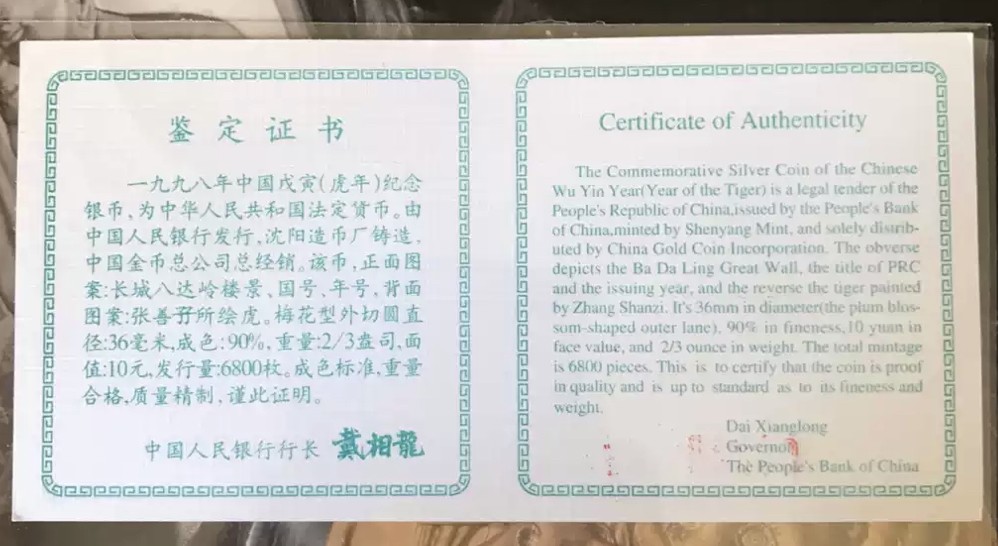 鉴定证书
一九九八年中国戊寅(虎年)纪念
银币,为中华人民共和国法定货币。由
中国人民银行发行,沈阳造币厂铸造,
中国金币总公司总经销。该币,正面图
案:长城八达岭楼景、国号、年号,背面
图案:张善孖所绘虎。梅花型外切圆直
径:36毫米,成色:90%,重量:2/3盎司,面
值:10元,发行量:6800枚。成色标准,重量
合格,质量精制,谨此证明。
中国人民银行行长 戴相龍
Certificate of Authenticity
The Commemorative Silver Coin of the Chinese
Wu Yin Year(Year of the Tiger) is a legal tender of the
People's Republic of China,issued by the People's Bank
of China,minted by Shenyang Mint, and solely distrib-
uted by China Gold Coin Incorporation. The obverse
depicts the Ba Da Ling Great Wall, the title of PRC
and the issuing year, and the reverse the tiger painted
by Zhang Shanzi. It's 36mm in diameter(the plum blos-
som-shaped outer lane), 90% in fineness,10 yuan in
face value, and 2/3 ounce in weight. The total mintage
is 6800 pieces. This is to certify that the coin is proof
in quality and is up to standard as to its fineness and
weight.
Dai Xianglong
Governor
The People's Bank of China